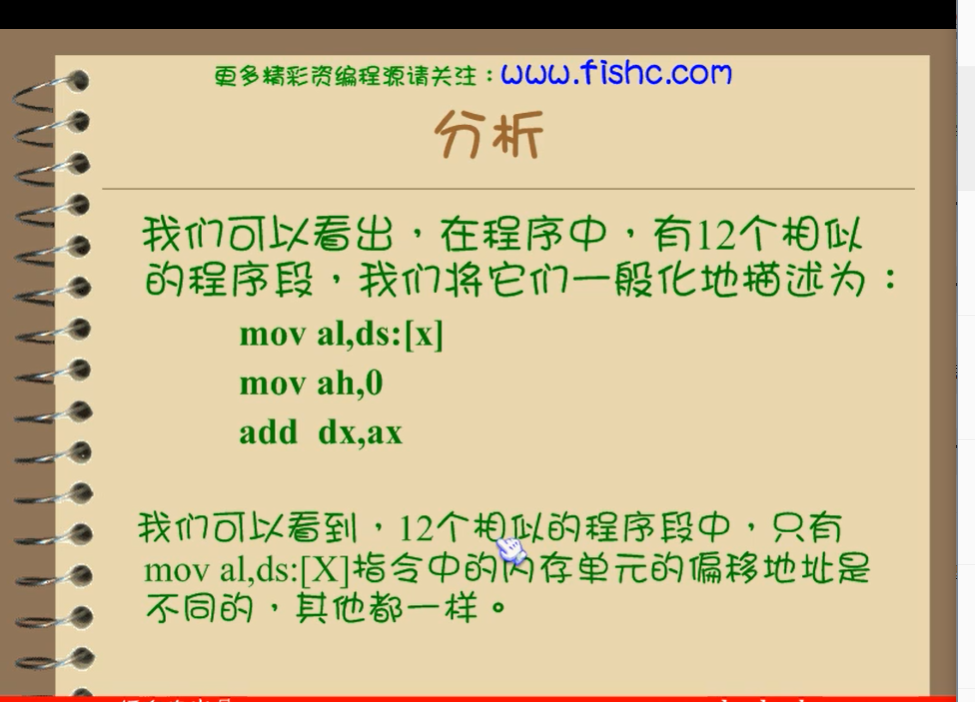 更多精彩资编程源请关注：www.fishc.com
分析
我们可以看出，在程序中，有12个相似
的程序段，我们将它们一般化地描述为：
mov al,ds:[x]
mov ah,0
add dx,ax
我们可以看到，12个相似的程序段中，只有
mov al,ds:[X]指令中的内存单元的偏移地址是
不同的，其他都一样。